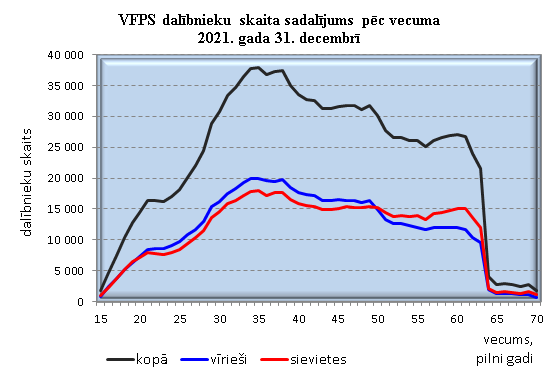 VFPS dalībnieku skaita sadalījums pēc vecuma
2021. gada 31. decembrī
dalībnieku skaits
40 000
35 000
30 000
25 000
20 000
15 000
10 000
5 000
0
15 20 25 30 35 40 45 50 55 60 65 70
vecums,
pilni gadi
kopā vīrieši sievietes